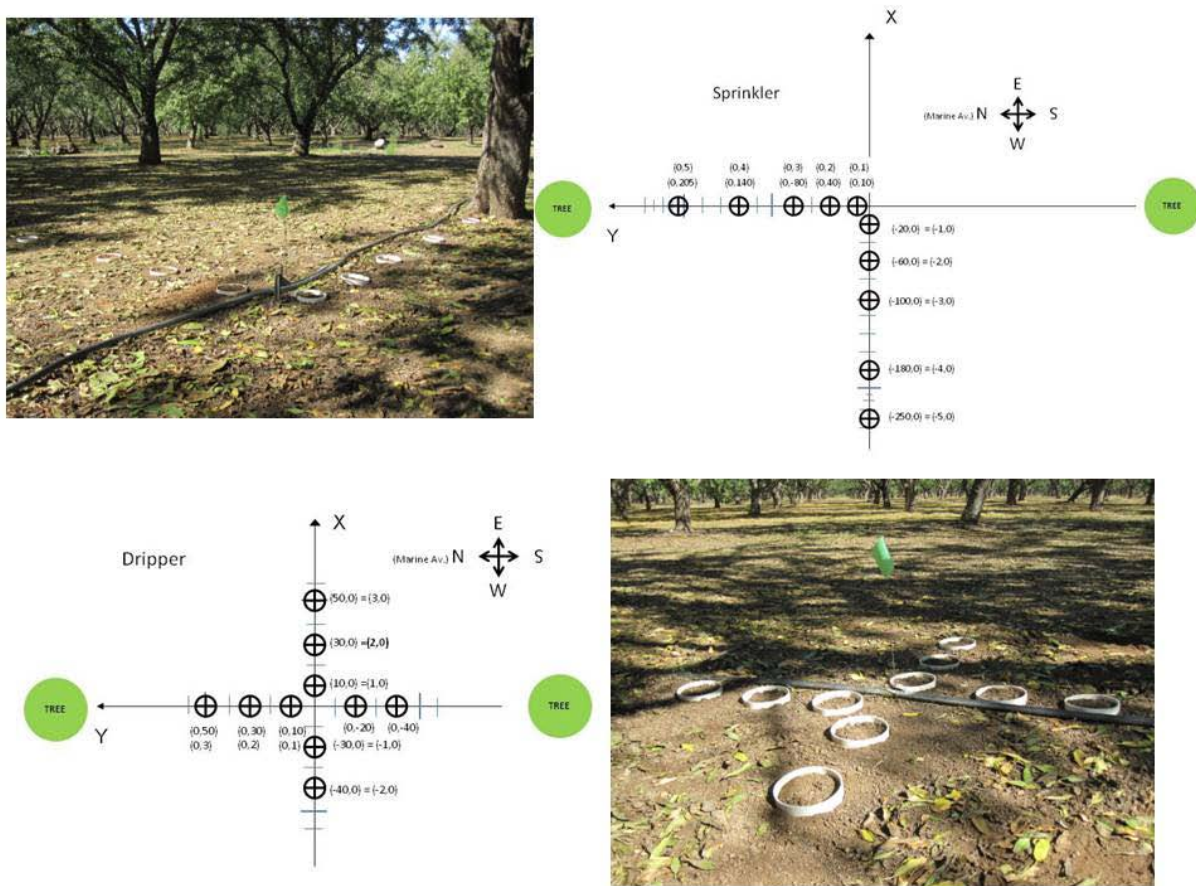 X
Sprinkler
E
(Marine Av.) N S
W
(0,5) (0,4) (0,3) (0,2) (0,1)
(0,205) (0,140) (0,-80) (0,40) (0,10)
TREE
TREE
Y
(-20,0) = (-1,0)
(-60,0) = (-2,0)
(-100,0) = (-3,0)
(-180,0) = (-4,0)
(-250,0) = (-5,0)
X
E
Dripper
(Marine Av.) N S
W
(50,0) = (3,0)
(30,0) =(2,0)
(10,0) = (1,0)
TREE
TREE
Y
(0,50) (0,30) (0,10) (0,-20) (0,-40)
(0,3) (0,2) (0,1)
(-30,0) = (-1,0)
(-40,0) = (-2,0)